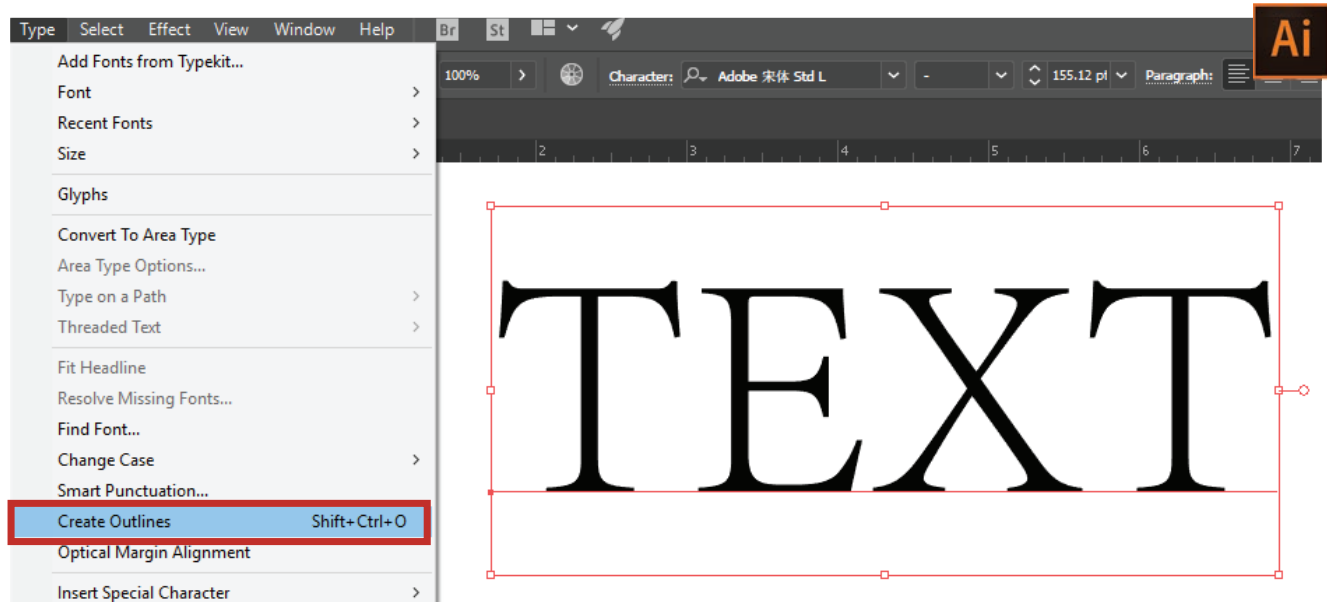 Type Select Effect View Window Help Br St
Ai
Add Fonts from Typekit...
100% Character: Adobe 宋体 Std L - 155.12 pt Paragraph:
Font
Recent Fonts
Size
2 3 4 5 6 7
Glyphs
Convert To Area Type
Area Type Options...
Type on a Path
Threaded Text
Fit Headline
Resolve Missing Fonts...
Find Font...
Change Case
Smart Punctuation...
Create Outlines Shift+Ctrl+O
Optical Margin Alignment
Insert Special Character
TEXT